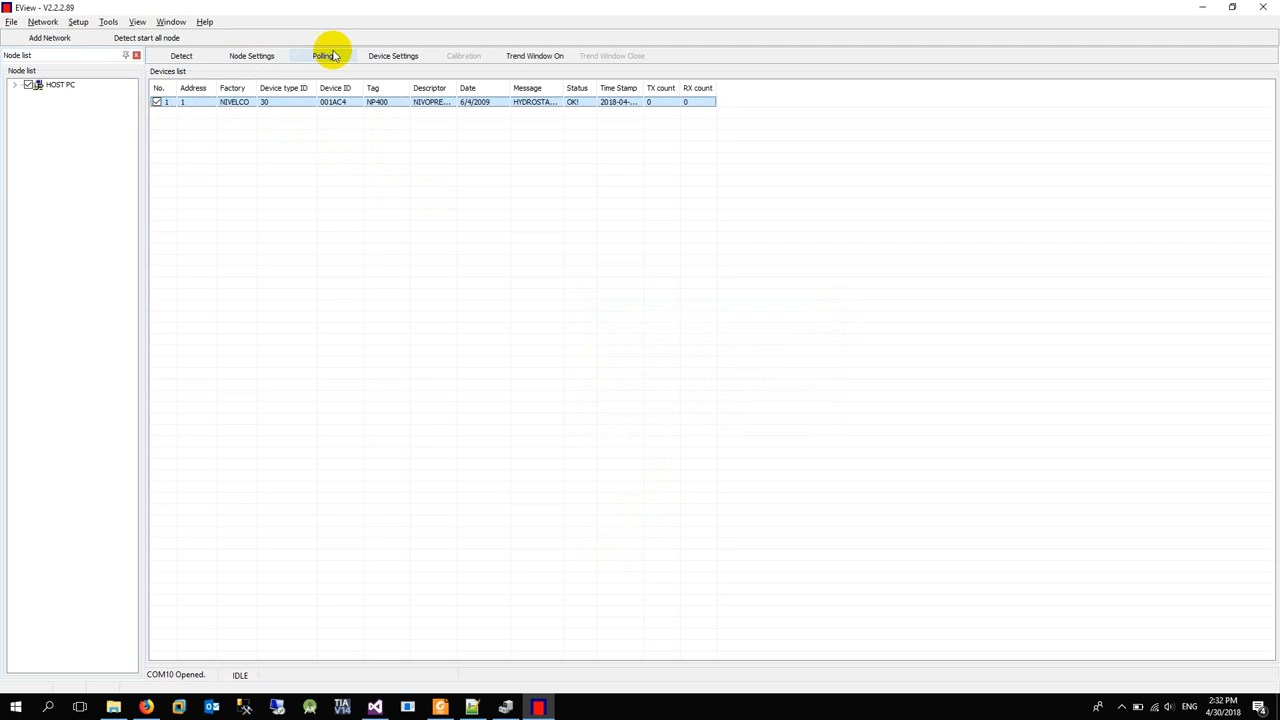 EView - V2.2.2.89
File Network Setup Tools View Window Help
Add Network Detect start all node
Node list Detect Node Settings Polling Device Settings Calibration Trend Window On Trend Window Close
Node list Devices list
HOST PC
No. Address Factory Device type ID Device ID Tag Descriptor Date Message Status Time Stamp TX count RX count
1 1 NIVELCO 30 001AC4 NP400 NIVOPRE... 6/4/2009 HYDROSTA... OK! 2018-04-... 0 0
COM10 Opened. IDLE
TIA V14
ENG
2:32 PM
4/30/2018
4